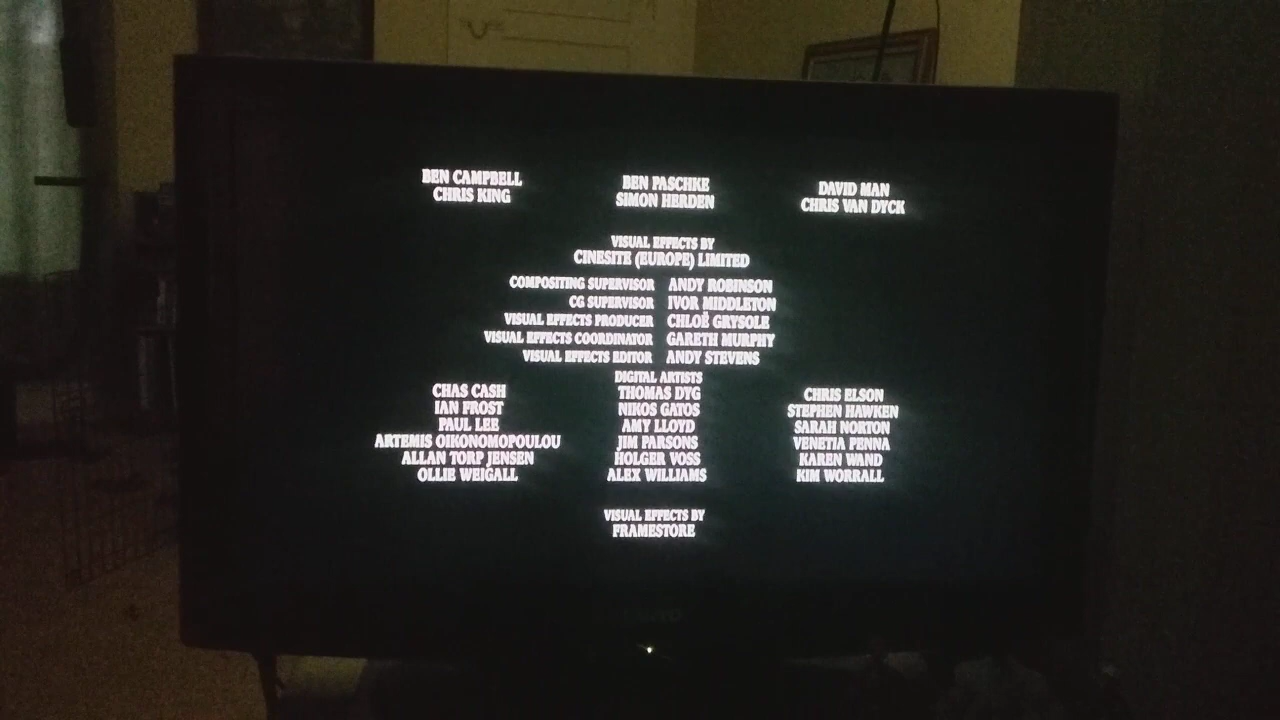 BEN CAMPBELL BEN PASCHKE DAVID MAN
CHRIS KING SIMON HERDEN CHRIS VAN DYCK
VISUAL EFFECTS BY
CINESITE (EUROPE) LIMITED
COMPOSITING SUPERVISOR ANDY ROBINSON
CG SUPERVISOR IVOR MIDDLETON
VISUAL EFFECTS PRODUCER CHLOË GRYSOLE
VISUAL EFFECTS COORDINATOR GARETH MURPHY
VISUAL EFFECTS EDITOR ANDY STEVENS
DIGITAL ARTISTS
CHAS CASH THOMAS DYG CHRIS ELSON
IAN FROST NIKOS GATOS STEPHEN HAWKEN
PAUL LEE AMY LLOYD SARAH NORTON
ARTEMIS OIKONOMOPOULOU JIM PARSONS VENETIA PENNA
ALLAN TORP JENSEN HOLGER VOSS KAREN WAND
OLLIE WEIGALL ALEX WILLIAMS KIM WORRALL
VISUAL EFFECTS BY
FRAMESTORE